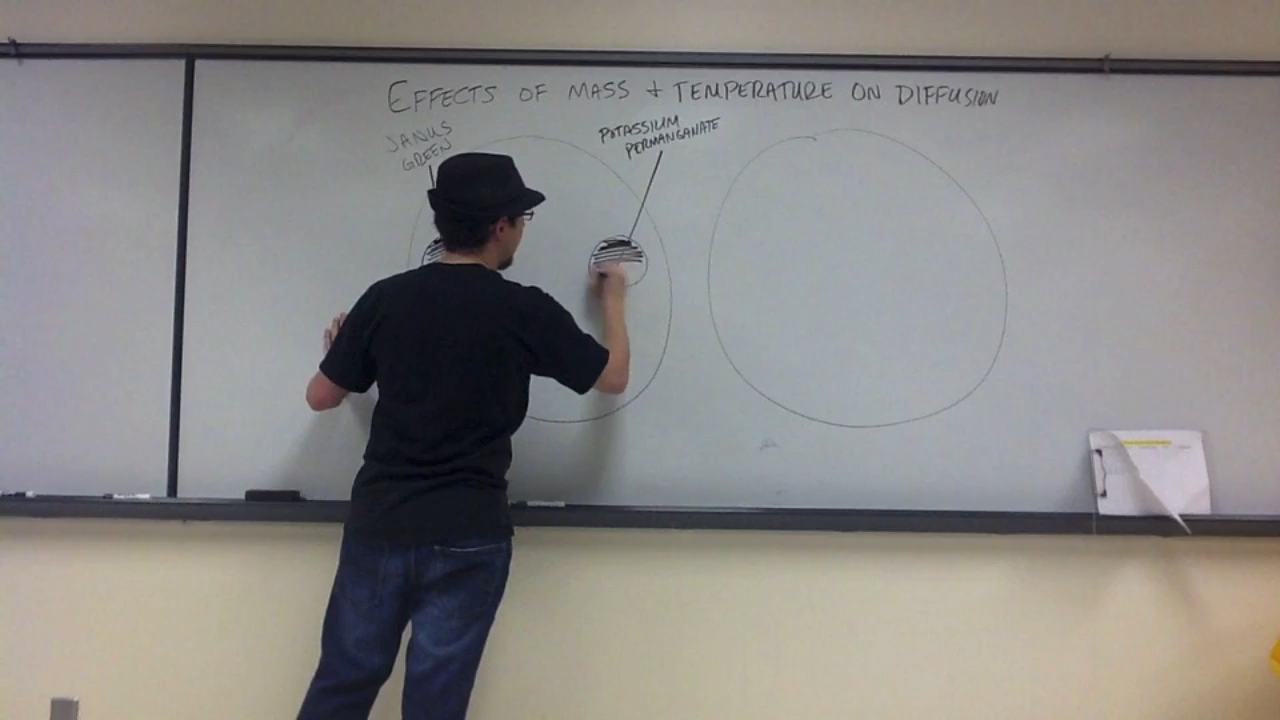 EFFECTS OF MASS + TEMPERATURE ON DIFFUSION
JANUS
GREEN
POTASSIUM
PERMANGANATE